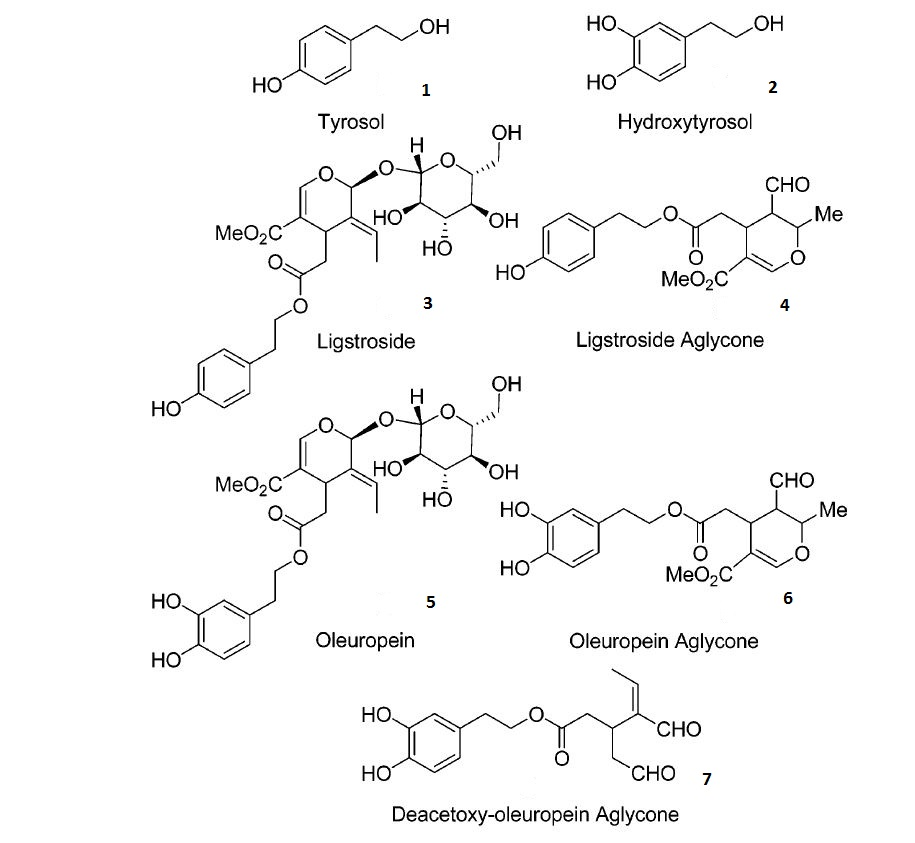 OH
HO
1
Tyrosol
HO
OH
HO
2
Hydroxytyrosol
OH
H
O
O
O
MeO2C
HO
OH
HO
O
O
3
Ligstroside
HO
CHO
Me
O
O
O
HO
MeO2C
4
Ligstroside Aglycone
OH
H
O
O
O
MeO2C
HO
OH
HO
O
O
HO
HO
5
Oleuropein
CHO
HO
O
Me
HO
O
O
MeO2C
6
Oleuropein Aglycone
HO
O
CHO
O
HO
CHO
7
Deacetoxy-oleuropein Aglycone